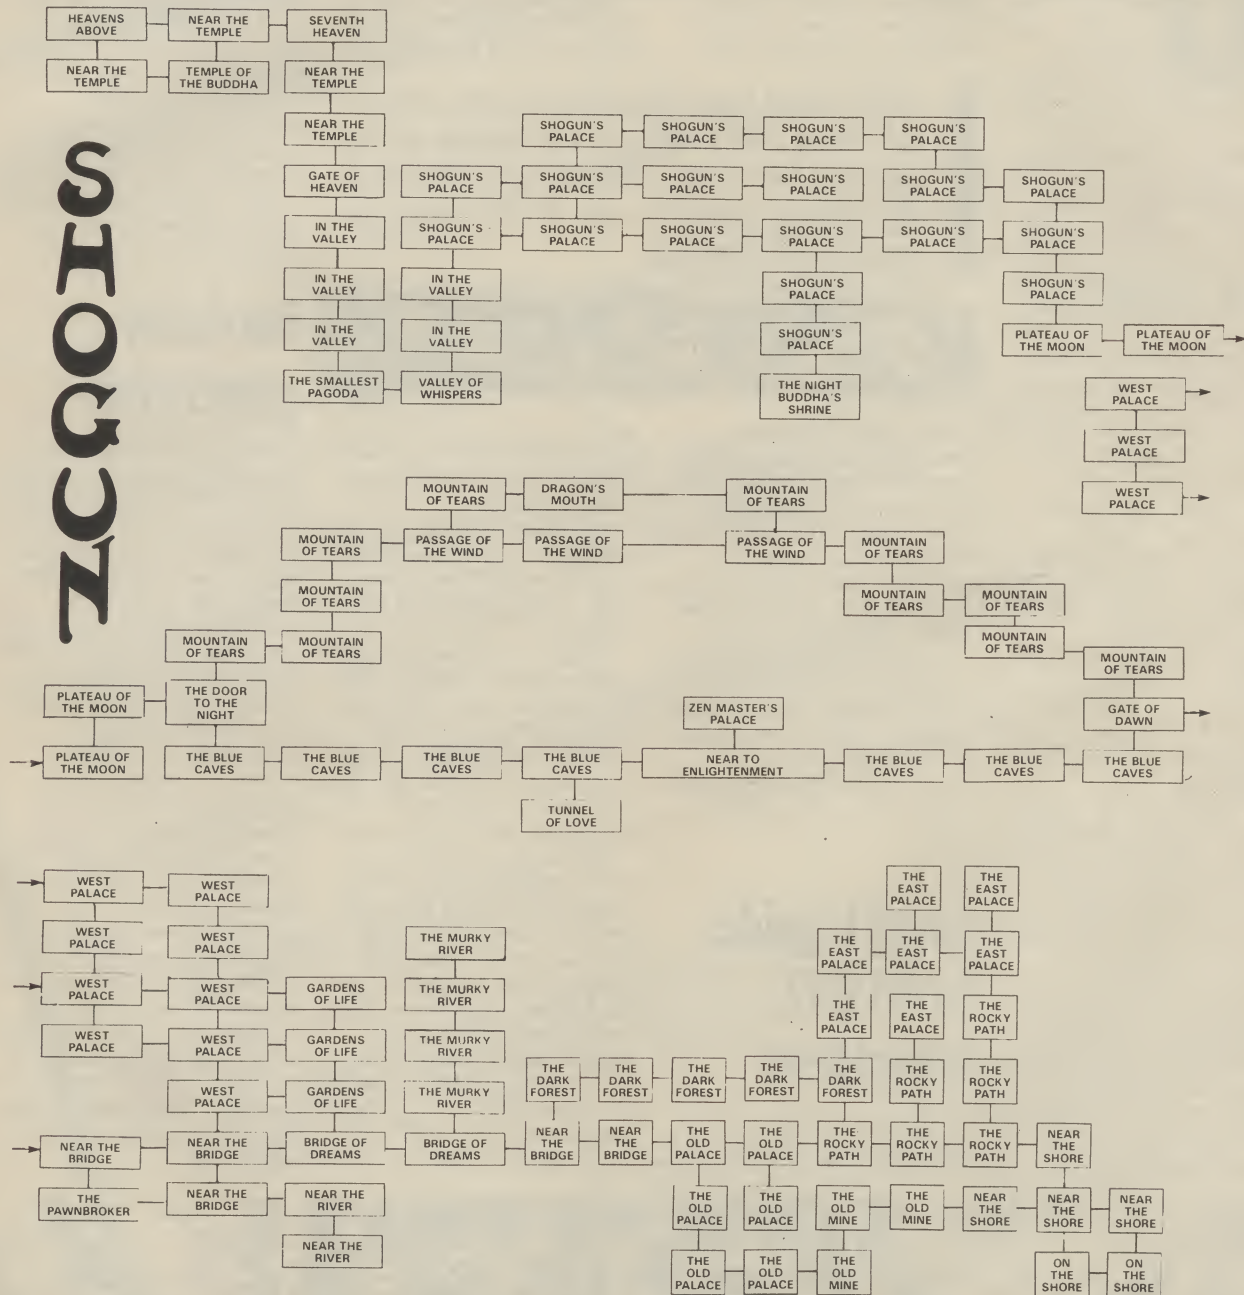 HEAVENS
ABOVE
NEAR THE
TEMPLE
SEVENTH
HEAVEN
NEAR THE
TEMPLE
TEMPLE OF
THE BUDDHA
NEAR THE
TEMPLE
SHOGUN
NEAR THE
TEMPLE
SHOGUN'S
PALACE
SHOGUN'S
PALACE
SHOGUN'S
PALACE
SHOGUN'S
PALACE
GATE OF
HEAVEN
SHOGUN'S
PALACE
SHOGUN'S
PALACE
SHOGUN'S
PALACE
SHOGUN'S
PALACE
SHOGUN'S
PALACE
SHOGUN'S
PALACE
IN THE
VALLEY
SHOGUN'S
PALACE
SHOGUN'S
PALACE
SHOGUN'S
PALACE
SHOGUN'S
PALACE
SHOGUN'S
PALACE
SHOGUN'S
PALACE
IN THE
VALLEY
IN THE
VALLEY
SHOGUN'S
PALACE
SHOGUN'S
PALACE
IN THE
VALLEY
IN THE
VALLEY
SHOGUN'S
PALACE
PLATEAU OF
THE MOON
PLATEAU OF
THE MOON
THE SMALLEST
PAGODA
VALLEY OF
WHISPERS
THE NIGHT
BUDDHA'S
SHRINE
WEST
PALACE
WEST
PALACE
WEST
PALACE
MOUNTAIN
OF TEARS
DRAGON'S
MOUTH
MOUNTAIN
OF TEARS
MOUNTAIN
OF TEARS
PASSAGE OF
THE WIND
PASSAGE OF
THE WIND
PASSAGE OF
THE WIND
MOUNTAIN
OF TEARS
MOUNTAIN
OF TEARS
MOUNTAIN
OF TEARS
MOUNTAIN
OF TEARS
MOUNTAIN
OF TEARS
MOUNTAIN
OF TEARS
MOUNTAIN
OF TEARS
MOUNTAIN
OF TEARS
PLATEAU OF
THE MOON
THE DOOR
TO THE
NIGHT
ZEN MASTER'S
PALACE
GATE OF
DAWN
PLATEAU OF
THE MOON
THE BLUE
CAVES
THE BLUE
CAVES
THE BLUE
CAVES
THE BLUE
CAVES
NEAR TO
ENLIGHTENMENT
THE BLUE
CAVES
THE BLUE
CAVES
THE BLUE
CAVES
TUNNEL
OF LOVE
WEST
PALACE
WEST
PALACE
THE
EAST
PALACE
THE
EAST
PALACE
WEST
PALACE
WEST
PALACE
THE MURKY
RIVER
THE
EAST
PALACE
THE
EAST
PALACE
THE
EAST
PALACE
WEST
PALACE
WEST
PALACE
GARDENS
OF LIFE
THE MURKY
RIVER
THE
EAST
PALACE
THE
EAST
PALACE
THE
ROCKY
PATH
WEST
PALACE
WEST
PALACE
GARDENS
OF LIFE
THE MURKY
RIVER
WEST
PALACE
GARDENS
OF LIFE
THE MURKY
RIVER
THE
DARK
FOREST
THE
DARK
FOREST
THE
DARK
FOREST
THE
DARK
FOREST
THE
DARK
FOREST
THE
ROCKY
PATH
THE
ROCKY
PATH
NEAR THE
BRIDGE
NEAR THE
BRIDGE
BRIDGE OF
DREAMS
BRIDGE OF
DREAMS
NEAR
THE
BRIDGE
NEAR
THE
BRIDGE
THE
OLD
PALACE
THE
OLD
PALACE
THE
ROCKY
PATH
THE
ROCKY
PATH
THE
ROCKY
PATH
NEAR
THE
SHORE
THE
PAWNBROKER
NEAR THE
BRIDGE
NEAR THE
RIVER
THE
OLD
PALACE
THE
OLD
PALACE
THE
OLD
MINE
THE
OLD
MINE
NEAR
THE
SHORE
NEAR
THE
SHORE
NEAR
THE
SHORE
NEAR THE
RIVER
THE
OLD
PALACE
THE
OLD
PALACE
THE
OLD
MINE
ON
THE
SHORE
ON
THE
SHORE